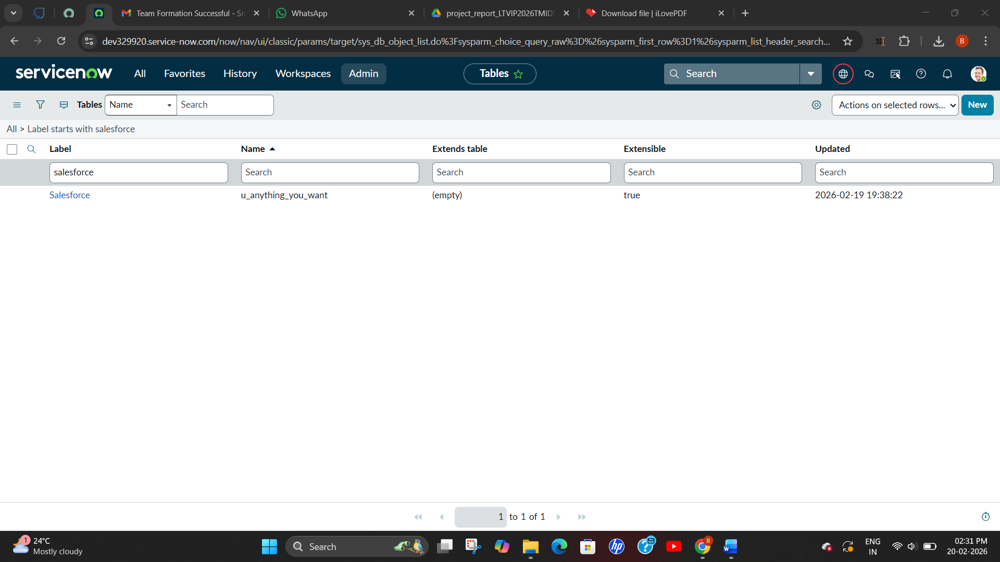 Team Formation Successful - Sm
WhatsApp
project_report_LTVIP2026TMIDS
Download file | iLovePDF
dev329920.service-now.com/now/nav/ui/classic/params/target/sys_db_object_list.do%3Fsysparm_choice_query_raw%3D%26sysparm_first_row%3D1%26sysparm_list_header_search...
B
servicenow
All
Favorites
History
Workspaces
Admin
Tables
Search
Tables
Name
Search
Actions on selected rows...
New
All > Label starts with salesforce
Label
Name
Extends table
Extensible
Updated
salesforce
Search
Search
Search
Search
Salesforce
u_anything_you_want
(empty)
true
2026-02-19 19:38:22
1 to 1 of 1
1
24°C
Mostly cloudy
Search
hp
B
W
ENG
IN
02:31 PM
20-02-2026